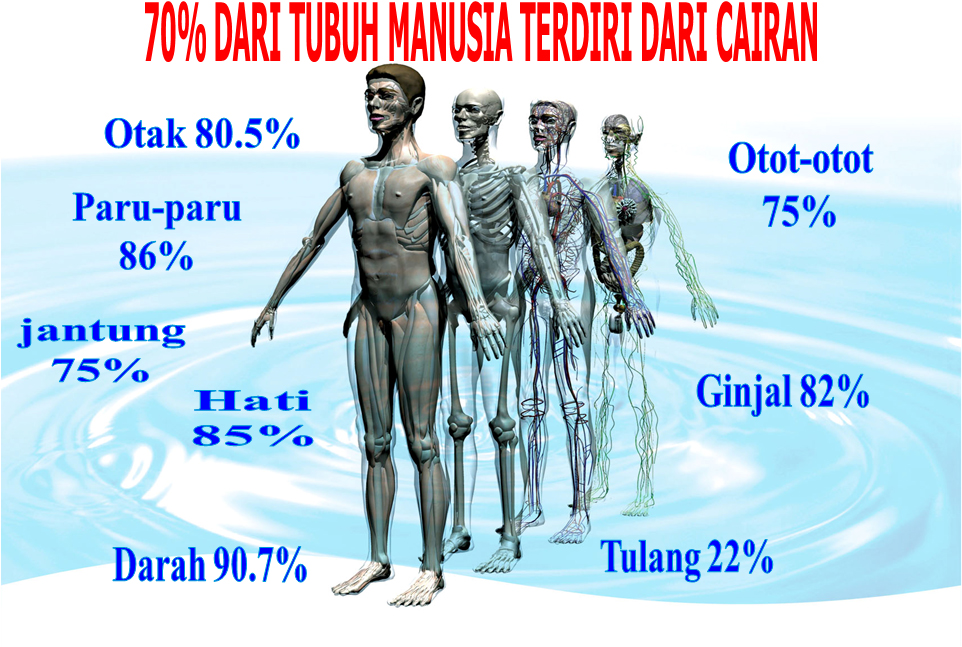 70% DARI TUBUH MANUSIA TERDIRI DARI CAIRAN
Otak 80.5%
Paru-paru
86%
jantung
75%
Hati
85%
Darah 90.7%
Otot-otot
75%
Ginjal 82%
Tulang 22%